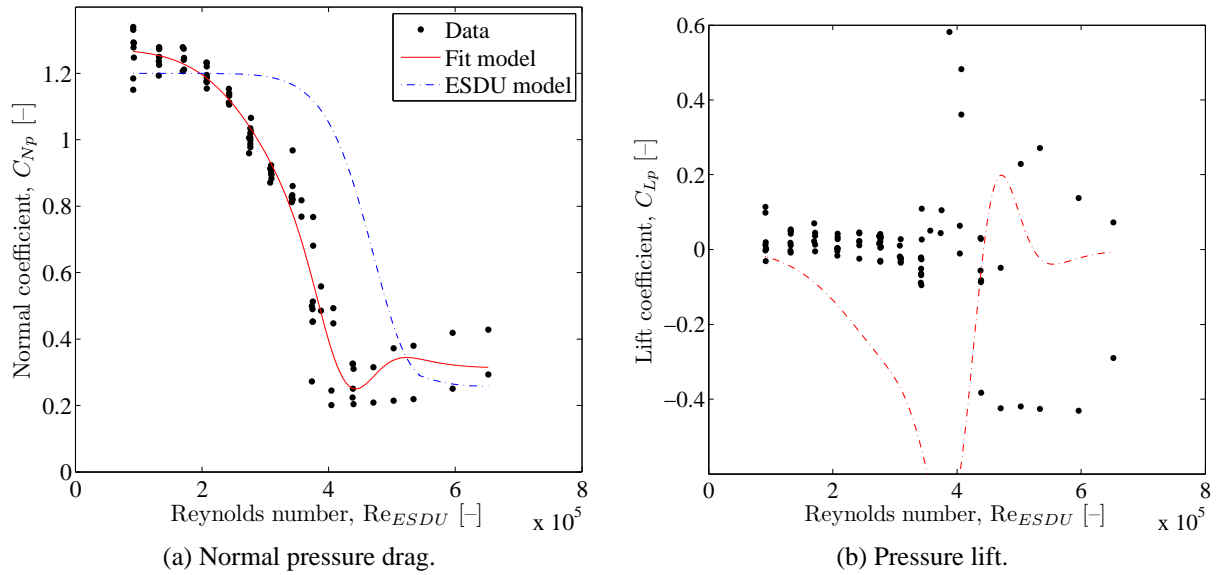 Data
Fit model
ESDU model
Normal coefficient, C_{Np} [–]
0
0.2
0.4
0.6
0.8
1
1.2
0 2 4 6 8
x 10^5
Reynolds number, Re_{ESDU} [–]
(a) Normal pressure drag.
Lift coefficient, C_{Lp} [–]
0.6
0.4
0.2
0
−0.2
−0.4
0 2 4 6 8
x 10^5
Reynolds number, Re_{ESDU} [–]
(b) Pressure lift.